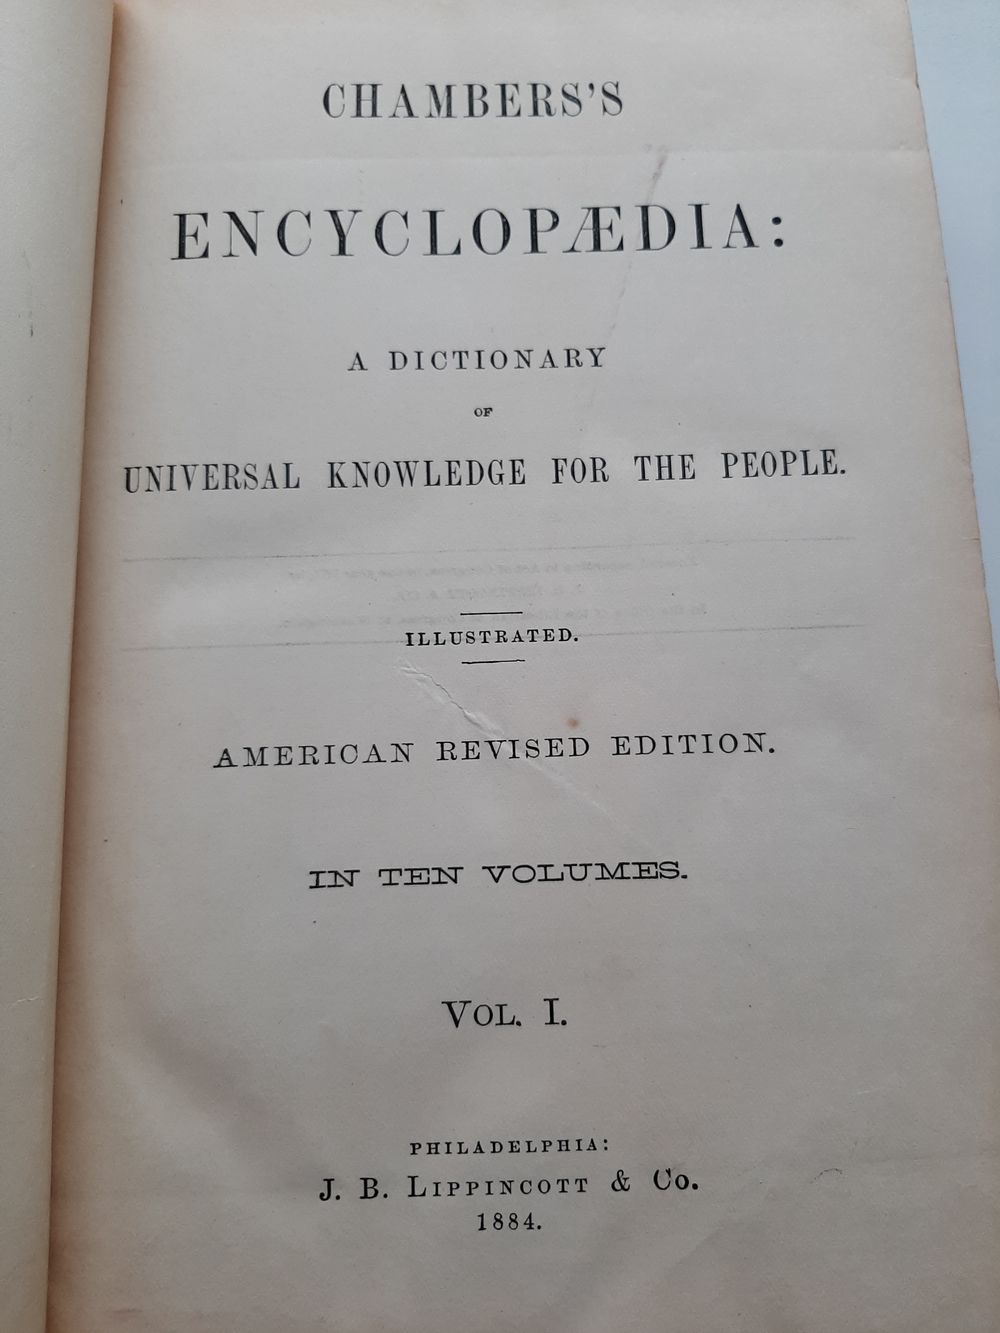 CHAMBERS'S
ENCYCLOPÆDIA:
A DICTIONARY
OF
UNIVERSAL KNOWLEDGE FOR THE PEOPLE.
ILLUSTRATED.
AMERICAN REVISED EDITION.
IN TEN VOLUMES.
VOL. I.
PHILADELPHIA:
J. B. LIPPINCOTT & Co.
1884.